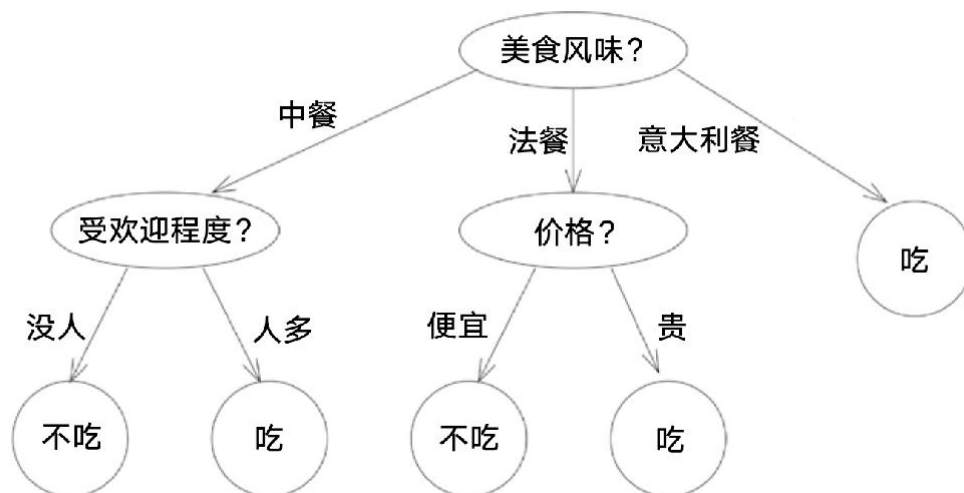 美食风味?
中餐
法餐
意大利餐
受欢迎程度?
价格?
吃
没人
人多
便宜
贵
不吃
吃
不吃
吃